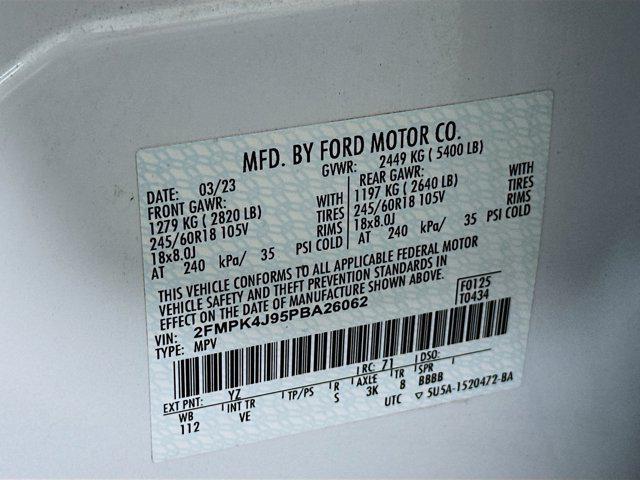 MFD. BY FORD MOTOR CO.
DATE: 03/23 GVWR: 2449 KG ( 5400 LB)
FRONT GAWR: REAR GAWR:
1279 KG ( 2820 LB) WITH 1197 KG ( 2640 LB) WITH
245/60R18 105V TIRES 245/60R18 105V TIRES
18x8.0J RIMS 18x8.0J RIMS
AT 240 kPa/ 35 PSI COLD AT 240 kPa/ 35 PSI COLD
THIS VEHICLE CONFORMS TO ALL APPLICABLE FEDERAL MOTOR
VEHICLE SAFETY AND THEFT PREVENTION STANDARDS IN
EFFECT ON THE DATE OF MANUFACTURE SHOWN ABOVE.
VIN: 2FMPK4J95PBA26062 F0125
TYPE: MPV T0434
EXT PNT: YZ RC: 71 DSO:
WB INT TR TP/PS R AXLE TR SPR
112 VE S 3K 8 BBBB
UTC ▽ 5U5A-1520472-BA